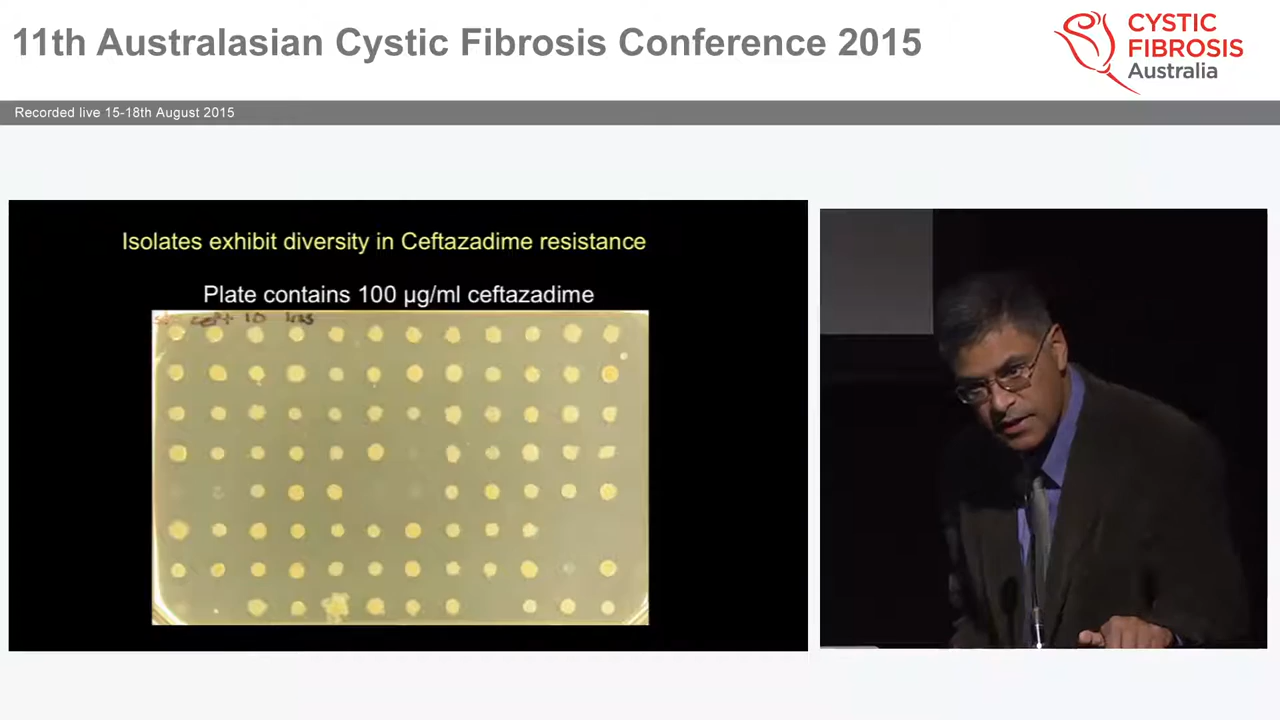 11th Australasian Cystic Fibrosis Conference 2015
CYSTIC
FIBROSIS
Australia
Recorded live 15-18th August 2015
Isolates exhibit diversity in Ceftazadime resistance
Plate contains 100 µg/ml ceftazadime